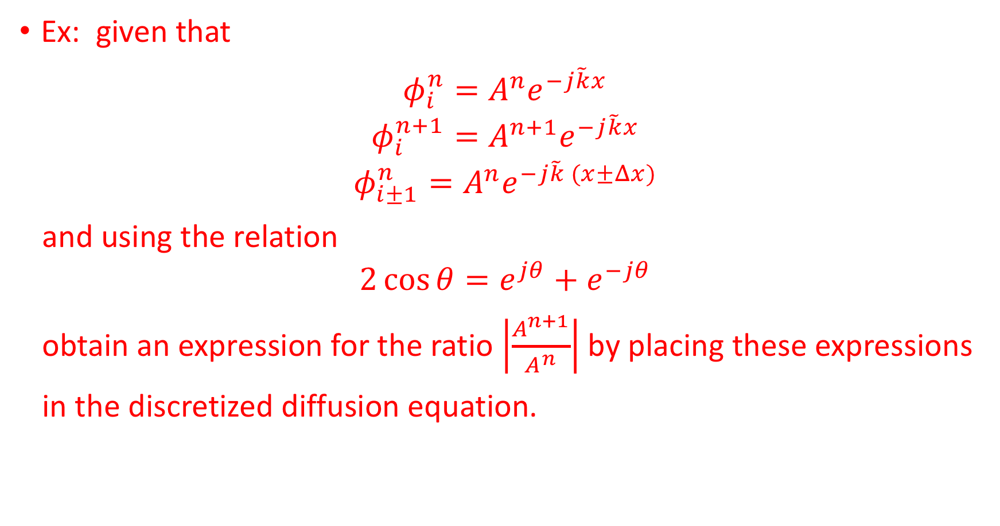 • Ex: given that
$\phi_i^n = A^n e^{-j\tilde{k}x}$
$\phi_i^{n+1} = A^{n+1} e^{-j\tilde{k}x}$
$\phi_{i\pm1}^n = A^n e^{-j\tilde{k}\,(x\pm\Delta x)}$
and using the relation
$2\cos\theta = e^{j\theta} + e^{-j\theta}$
obtain an expression for the ratio $\left|\frac{A^{n+1}}{A^n}\right|$ by placing these expressions
in the discretized diffusion equation.